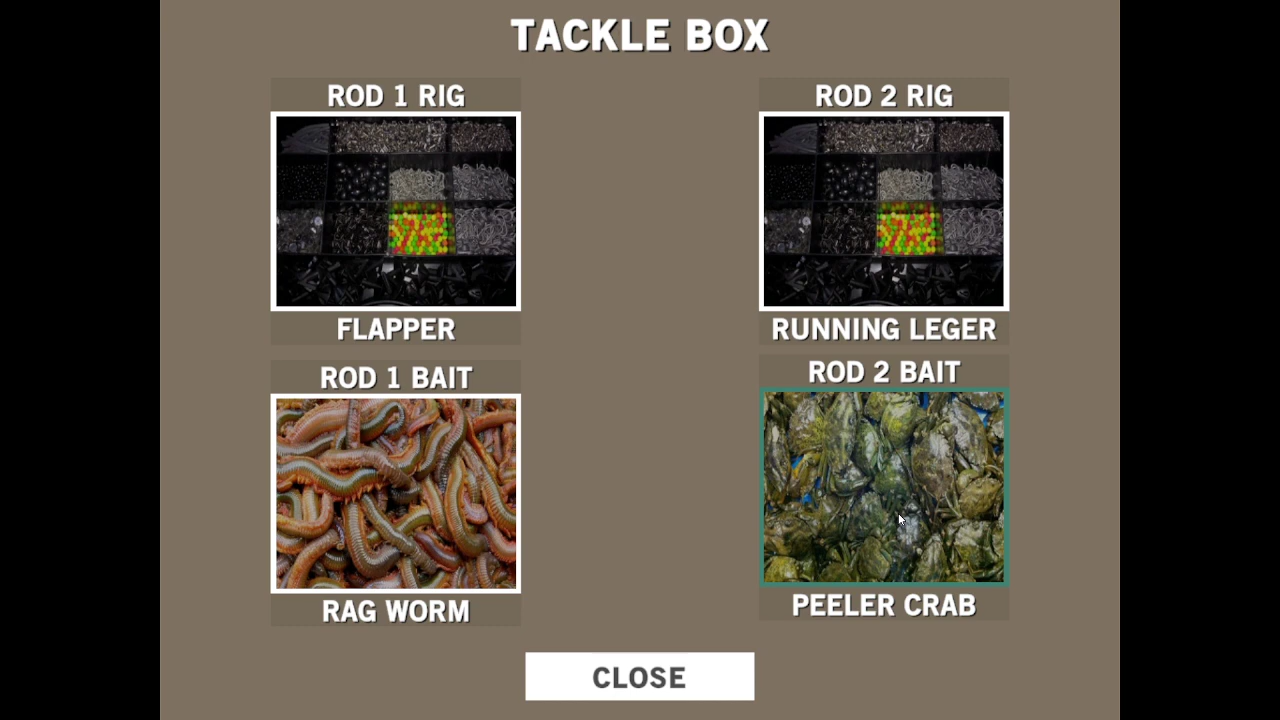 TACKLE BOX
ROD 1 RIG
FLAPPER
ROD 1 BAIT
RAG WORM
ROD 2 RIG
RUNNING LEGER
ROD 2 BAIT
PEELER CRAB
CLOSE